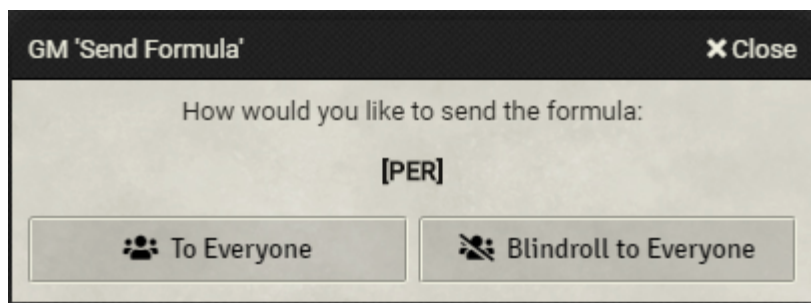 GM 'Send Formula'
Close
How would you like to send the formula:
[PER]
To Everyone
Blindroll to Everyone